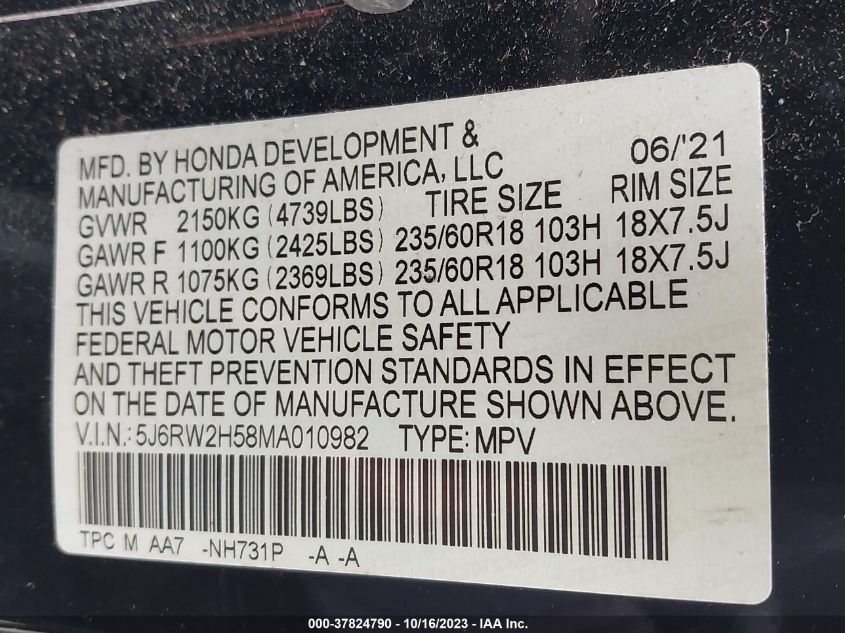 MFD. BY HONDA DEVELOPMENT & 06/'21
MANUFACTURING OF AMERICA, LLC
GVWR 2150KG (4739LBS) TIRE SIZE RIM SIZE
GAWR F 1100KG (2425LBS) 235/60R18 103H 18X7.5J
GAWR R 1075KG (2369LBS) 235/60R18 103H 18X7.5J
THIS VEHICLE CONFORMS TO ALL APPLICABLE
FEDERAL MOTOR VEHICLE SAFETY
AND THEFT PREVENTION STANDARDS IN EFFECT
ON THE DATE OF MANUFACTURE SHOWN ABOVE.
V.I.N.: 5J6RW2H58MA010982 TYPE: MPV
TPC M AA7 -NH731P -A -A
000-37824790 - 10/16/2023 - IAA Inc.